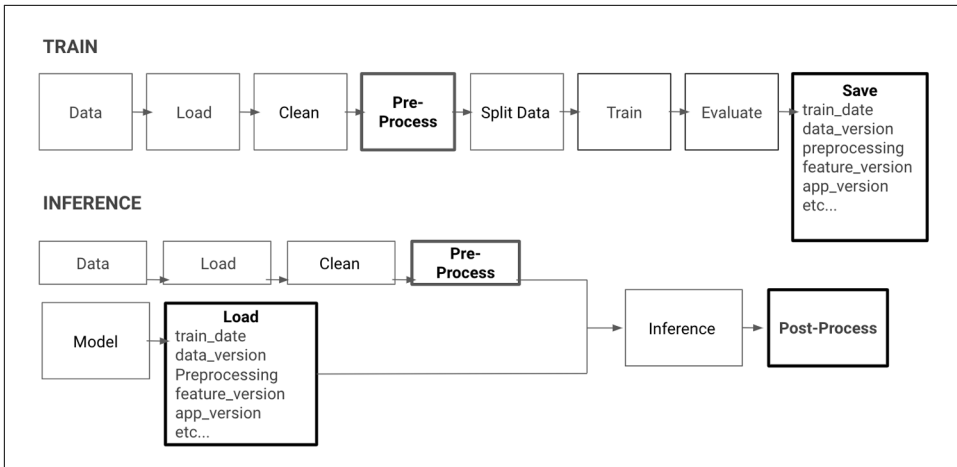 TRAIN
Data
Load
Clean
Pre-
Process
Split Data
Train
Evaluate
Save
train_date
data_version
preprocessing
feature_version
app_version
etc...
INFERENCE
Data
Load
Clean
Pre-
Process
Model
Load
train_date
data_version
Preprocessing
feature_version
app_version
etc...
Inference
Post-Process